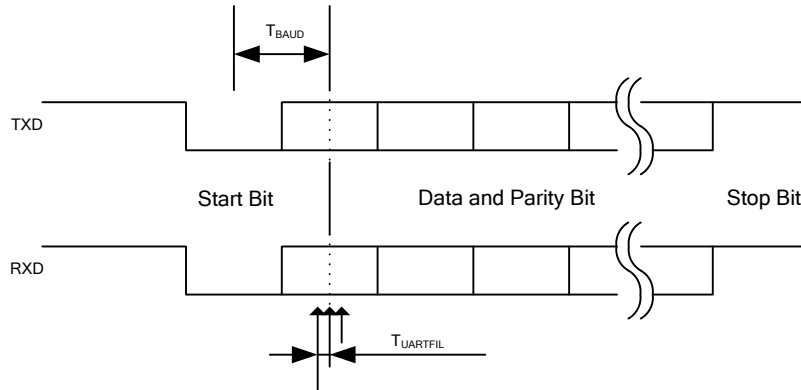 TBAUD
TXD
Start Bit
Data and Parity Bit
Stop Bit
RXD
TUARTFIL